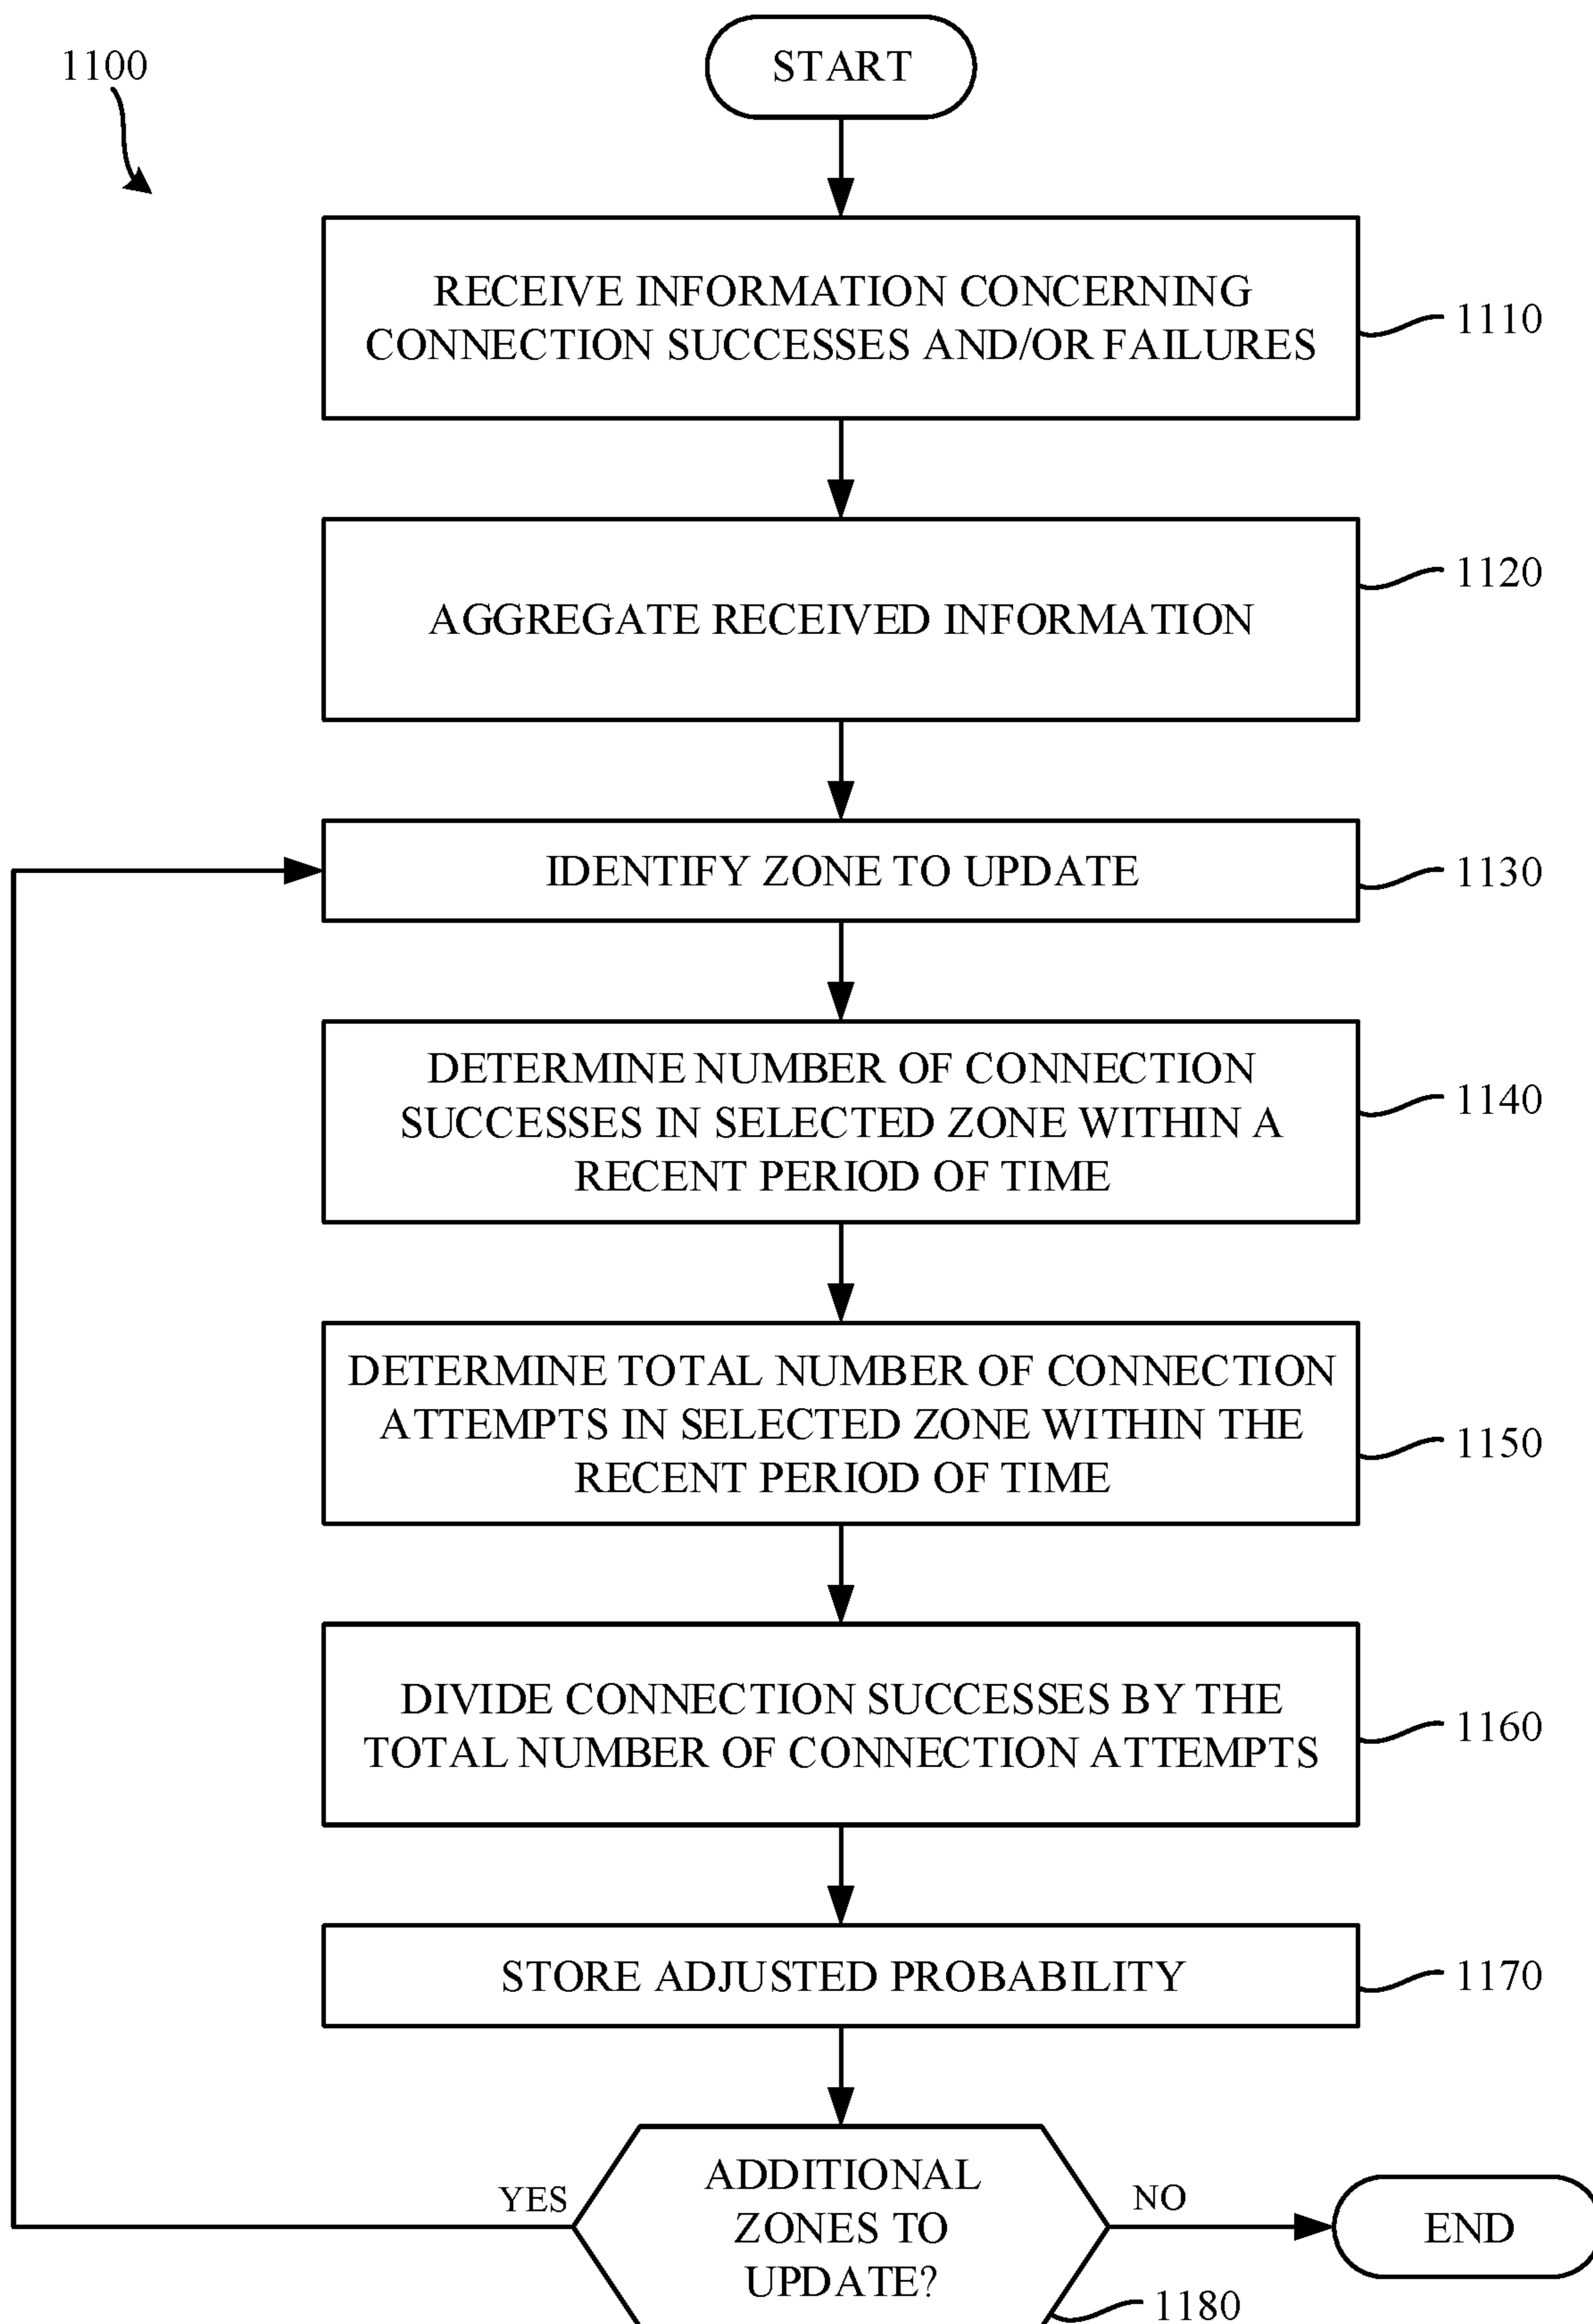 1100
START
RECEIVE INFORMATION CONCERNING
CONNECTION SUCCESSES AND/OR FAILURES
1110
AGGREGATE RECEIVED INFORMATION
1120
IDENTIFY ZONE TO UPDATE
1130
DETERMINE NUMBER OF CONNECTION
SUCCESSES IN SELECTED ZONE WITHIN A
RECENT PERIOD OF TIME
1140
DETERMINE TOTAL NUMBER OF CONNECTION
ATTEMPTS IN SELECTED ZONE WITHIN THE
RECENT PERIOD OF TIME
1150
DIVIDE CONNECTION SUCCESSES BY THE
TOTAL NUMBER OF CONNECTION ATTEMPTS
1160
STORE ADJUSTED PROBABILITY
1170
YES
ADDITIONAL
ZONES TO
UPDATE?
NO
END
1180